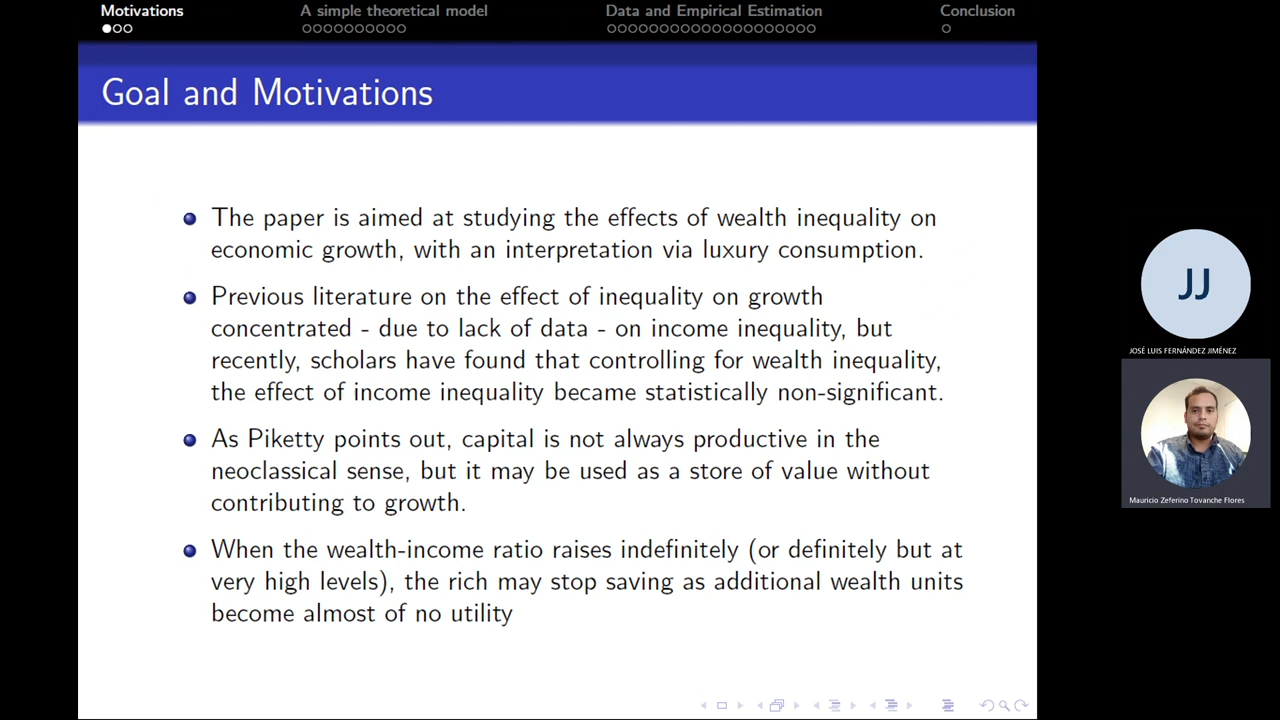 Motivations
A simple theoretical model
Data and Empirical Estimation
Conclusion
Goal and Motivations
The paper is aimed at studying the effects of wealth inequality on
economic growth, with an interpretation via luxury consumption.
Previous literature on the effect of inequality on growth
concentrated - due to lack of data - on income inequality, but
recently, scholars have found that controlling for wealth inequality,
the effect of income inequality became statistically non-significant.
As Piketty points out, capital is not always productive in the
neoclassical sense, but it may be used as a store of value without
contributing to growth.
When the wealth-income ratio raises indefinitely (or definitely but at
very high levels), the rich may stop saving as additional wealth units
become almost of no utility
JJ
JOSÉ LUIS FERNÁNDEZ JIMÉNEZ
Mauricio Zeferino Tovanche Flores